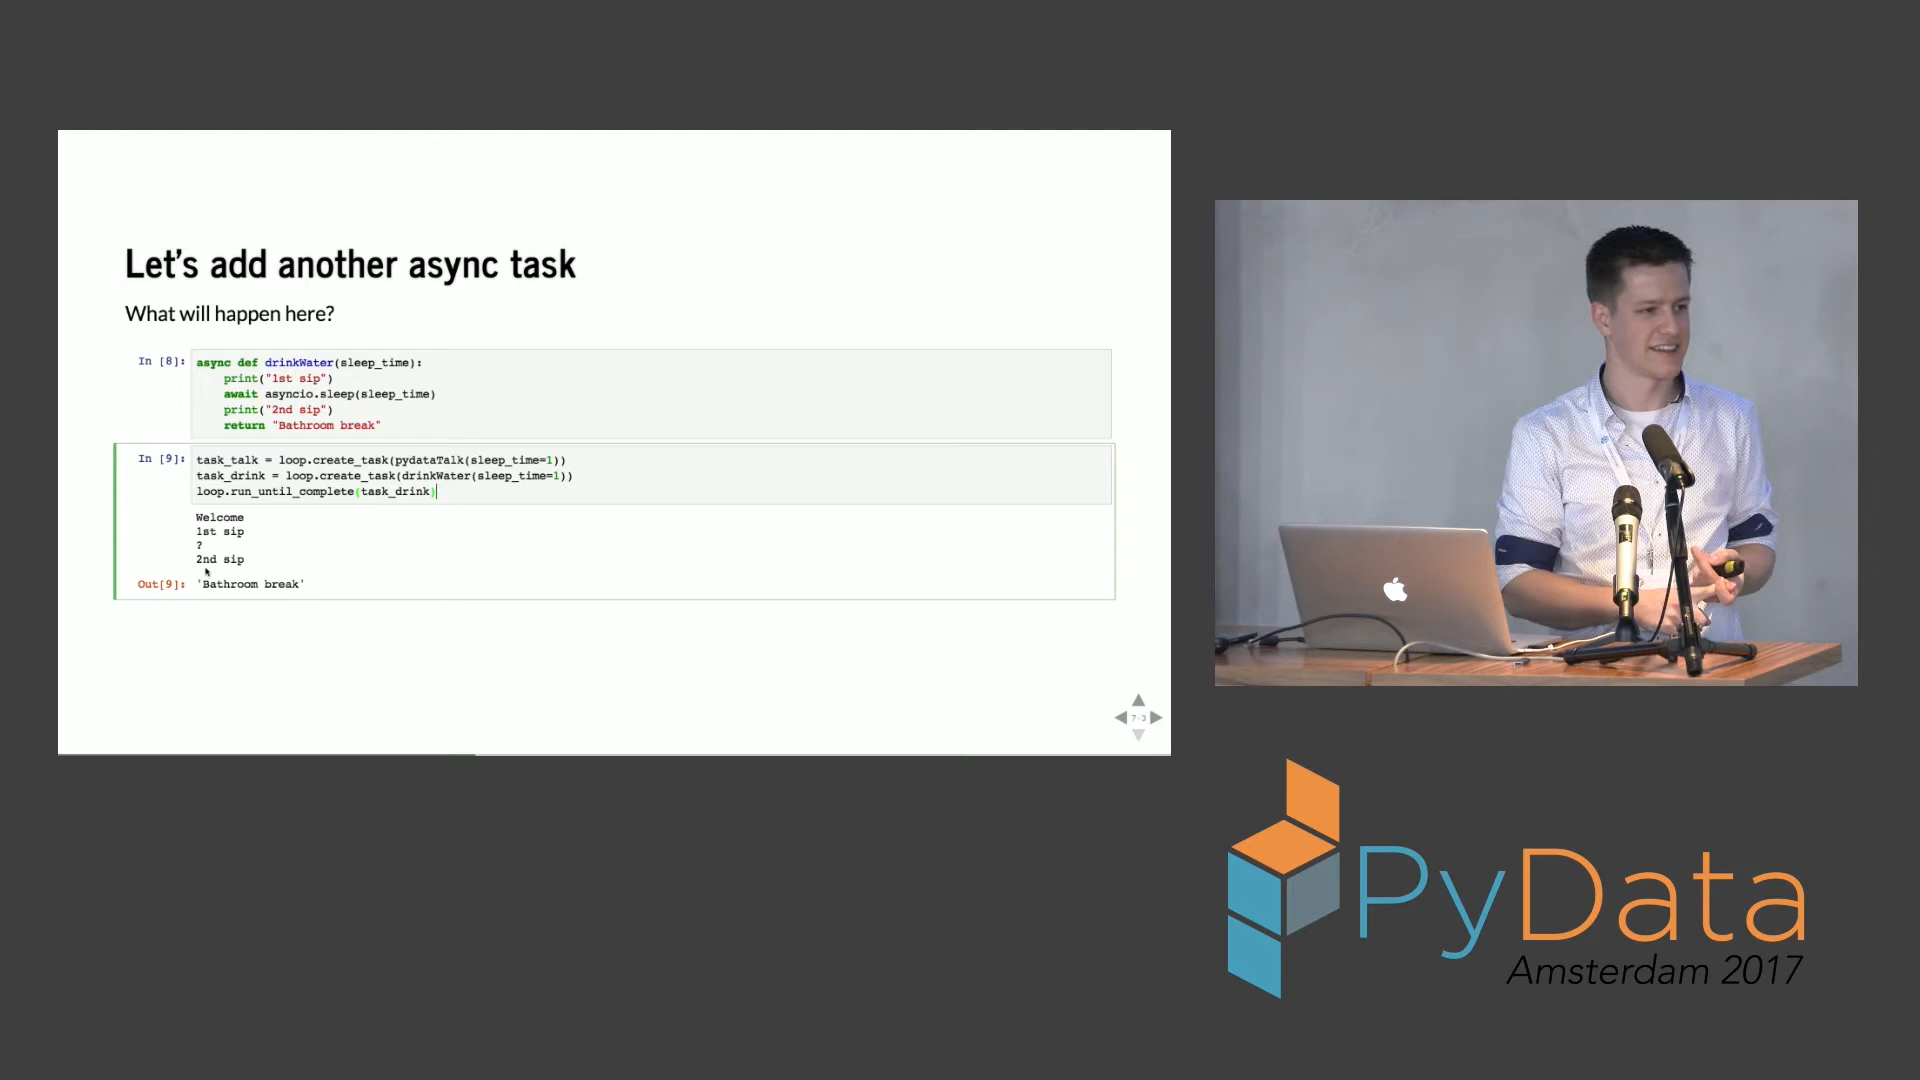 Let's add another async task
What will happen here?
In [8]: async def drinkWater(sleep_time):
print("1st sip")
await asyncio.sleep(sleep_time)
print("2nd sip")
return "Bathroom break"
In [9]: task_talk = loop.create_task(pydataTalk(sleep_time=1))
task_drink = loop.create_task(drinkWater(sleep_time=1))
loop.run_until_complete(task_drink)
Welcome
1st sip
?
2nd sip
Out[9]: 'Bathroom break'
7-3
PyData
Amsterdam 2017